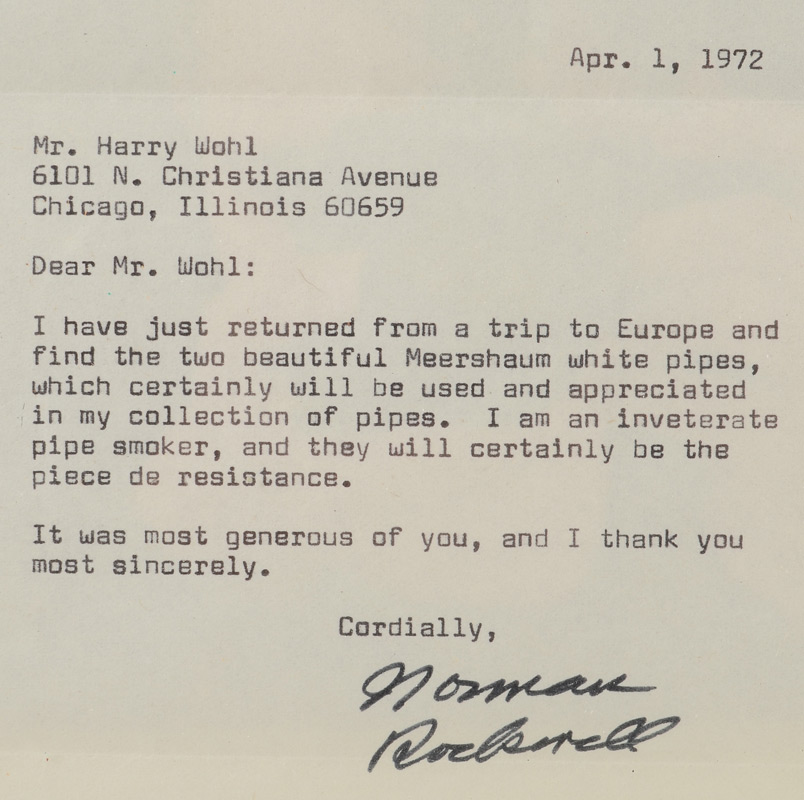 Apr. 1, 1972
Mr. Harry Wohl
6101 N. Christiana Avenue
Chicago, Illinois 60659
Dear Mr. Wohl:
I have just returned from a trip to Europe and
find the two beautiful Meershaum white pipes,
which certainly will be used and appreciated
in my collection of pipes.  I am an inveterate
pipe smoker, and they will certainly be the
piece de resistance.
It was most generous of you, and I thank you
most sincerely.
Cordially,
Norman
Rockwell